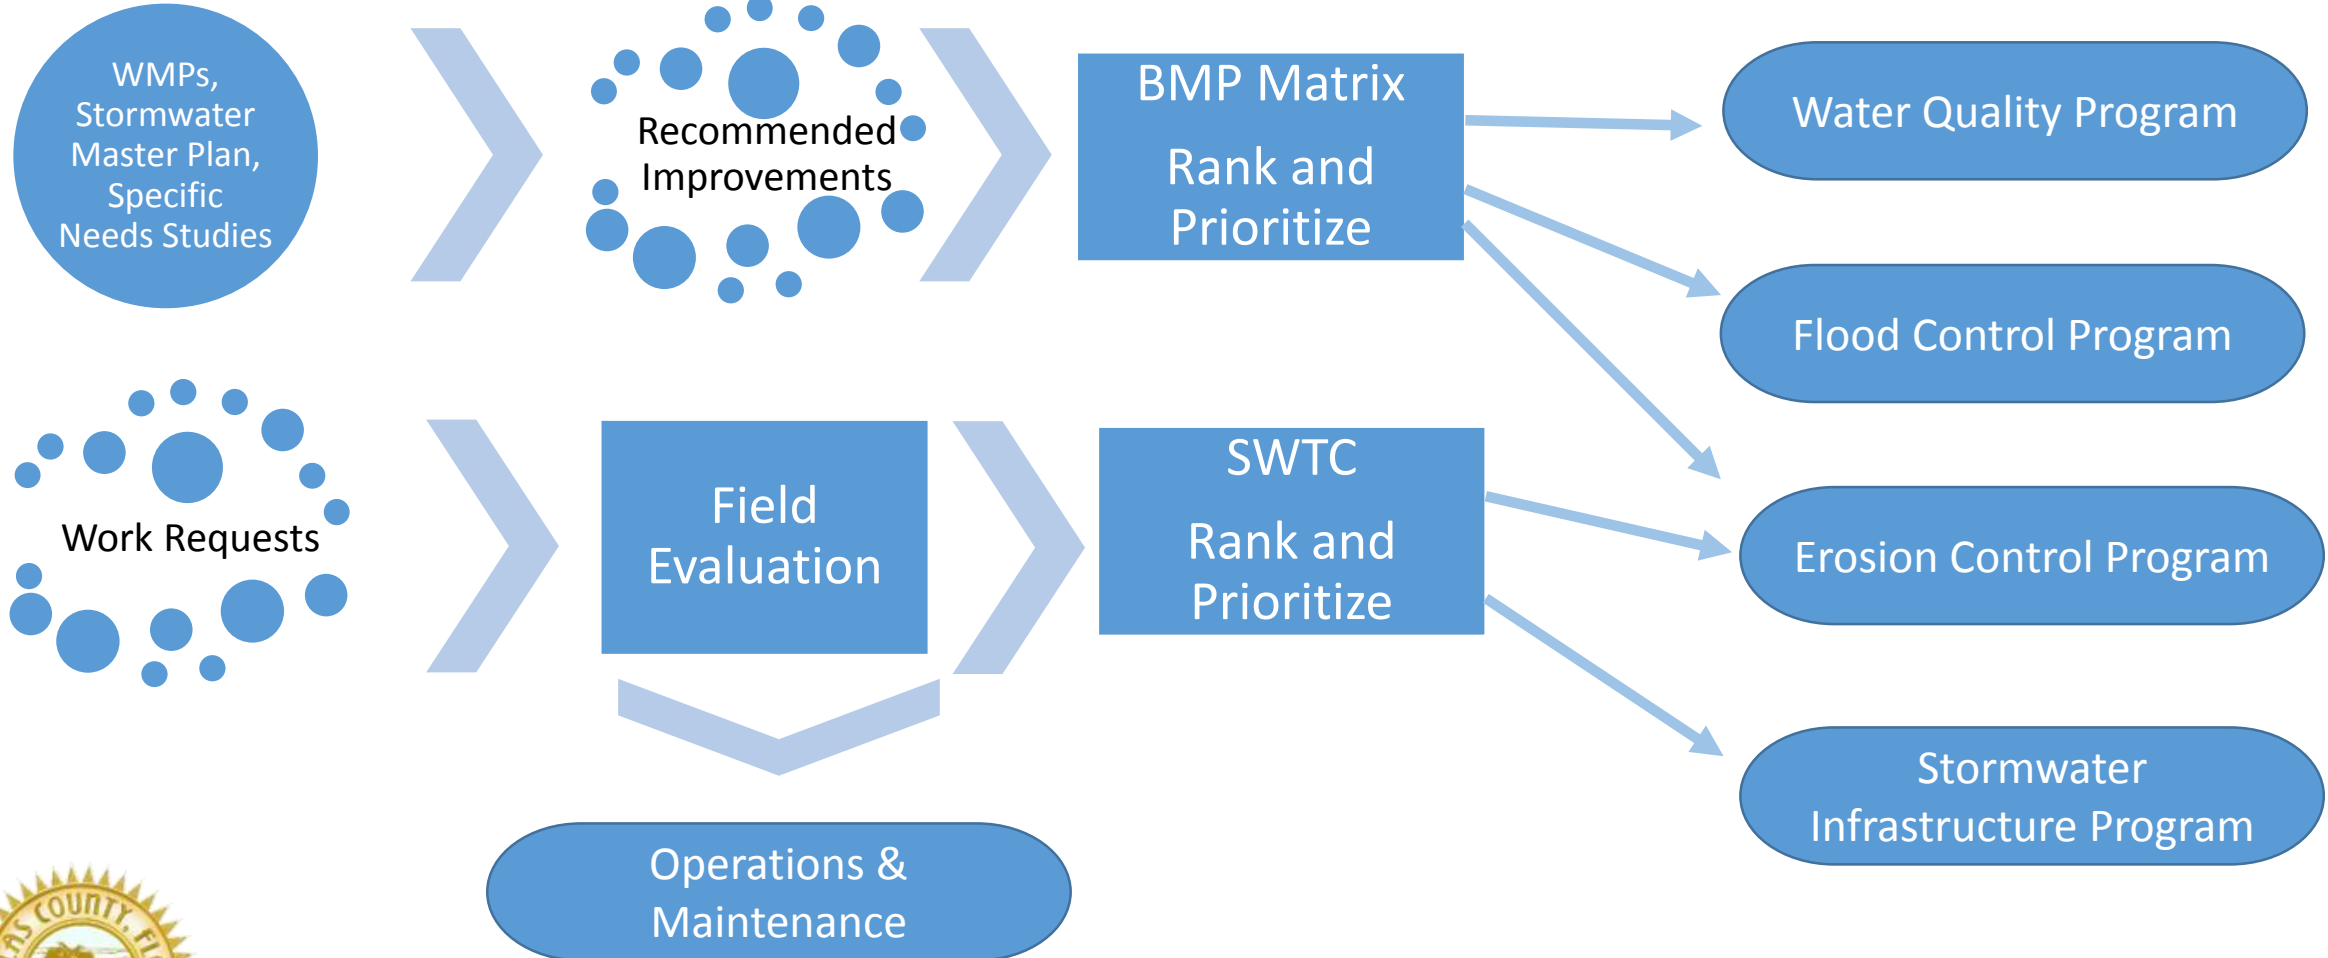 WMPs,
Stormwater
Master Plan,
Specific
Needs Studies
Recommended
Improvements
BMP Matrix
Rank and
Prioritize
Water Quality Program
Flood Control Program
Work Requests
Field
Evaluation
SWTC
Rank and
Prioritize
Erosion Control Program
Stormwater
Infrastructure Program
Operations &
Maintenance
COUNTY,